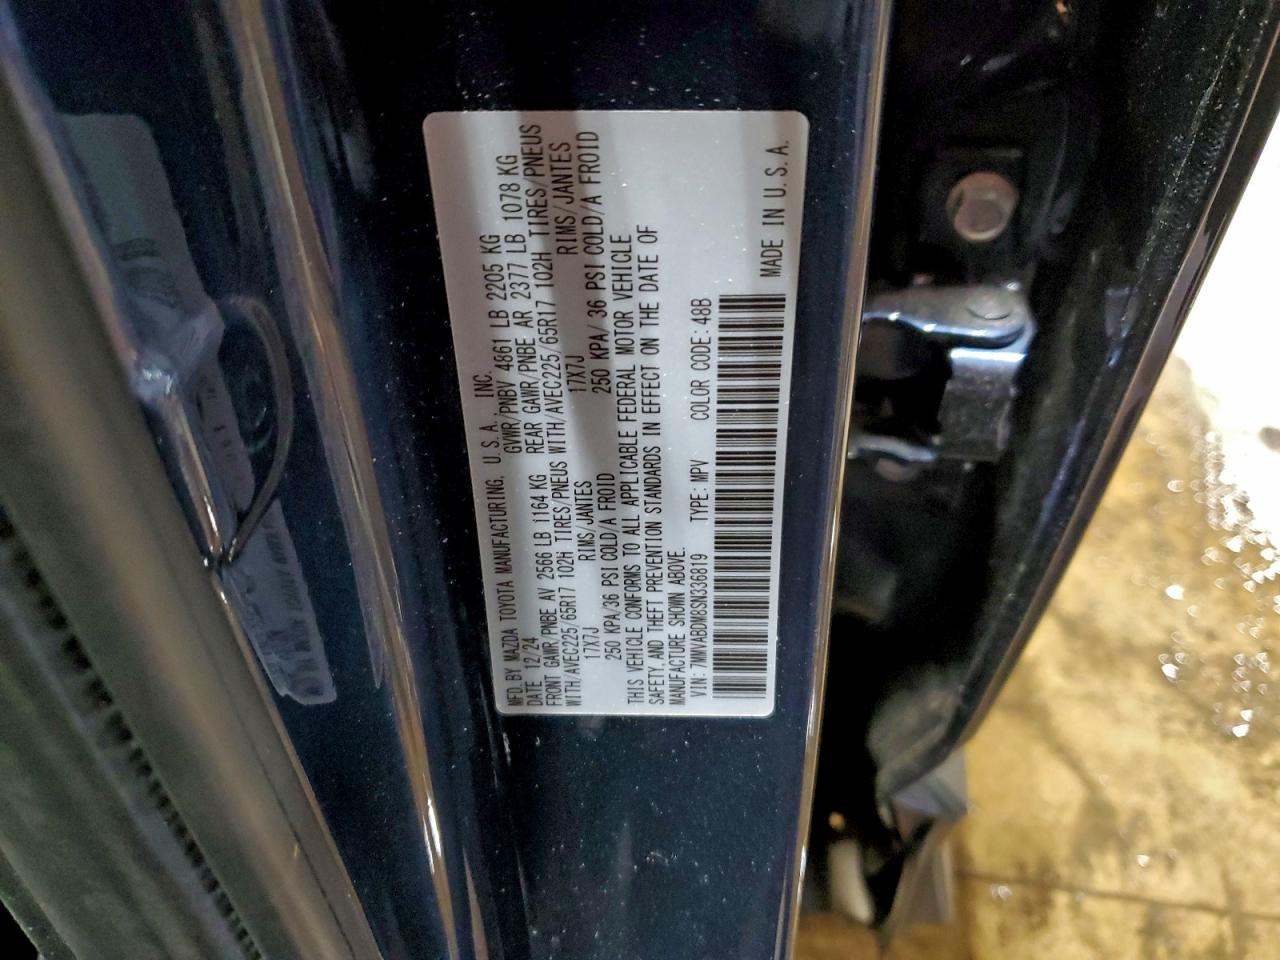 MFD. BY MAZDA TOYOTA MANUFACTURING, U.S.A., INC.
DATE 12/24 GVWR/PNBV 4861 LB 2205 KG
FRONT GAWR/PNBE AV 2566 LB 1164 KG REAR GAWR/PNBE AR 2377 LB 1078 KG
WITH/AVEC225/65R17 102H TIRES/PNEUS WITH/AVEC225/65R17 102H TIRES/PNEUS
17X7J RIMS/JANTES 17X7J RIMS/JANTES
250 KPA/36 PSI COLD/A FROID 250 KPA/ 36 PSI COLD/A FROID
THIS VEHICLE CONFORMS TO ALL APPLICABLE FEDERAL MOTOR VEHICLE
SAFETY, AND THEFT PREVENTION STANDARDS IN EFFECT ON THE DATE OF
MANUFACTURE SHOWN ABOVE.
VIN: 7MMVABDM8SN336819 TYPE: MPV COLOR CODE: 48B
MADE IN U.S.A.